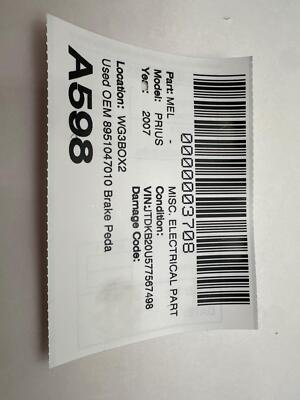 0000003708
Part: MEL - MISC. ELECTRICAL PART
Model: PRIUS Condition:
Year: 2007 VIN:JTDKB20U577567498
Damage Code:
Location: WG3BOX2
Used OEM 8951047010 Brake Peda
A598